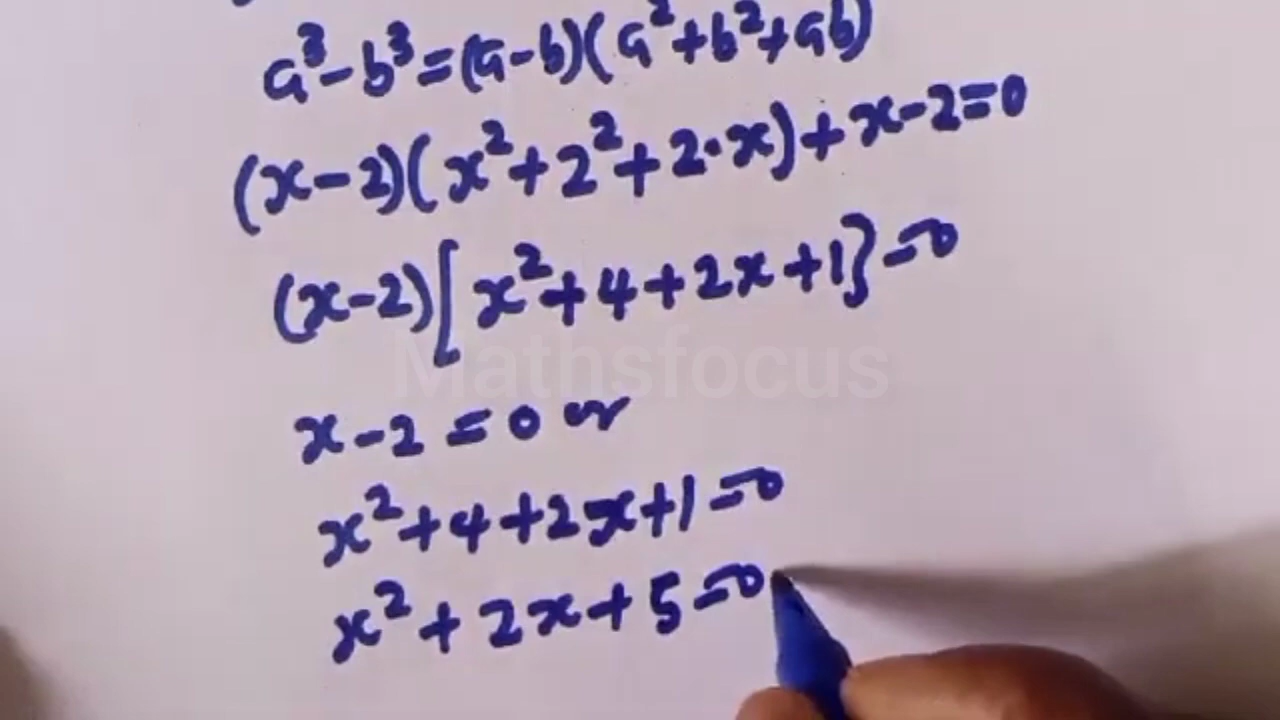 a³-b³=(a-b)(a²+b²+ab)
(x-2)(x²+2²+2·x)+x-2=0
(x-2)[x²+4+2x+1}=0
Mathsfocus
x-2=0 or
x²+4+2x+1=0
x²+2x+5=0